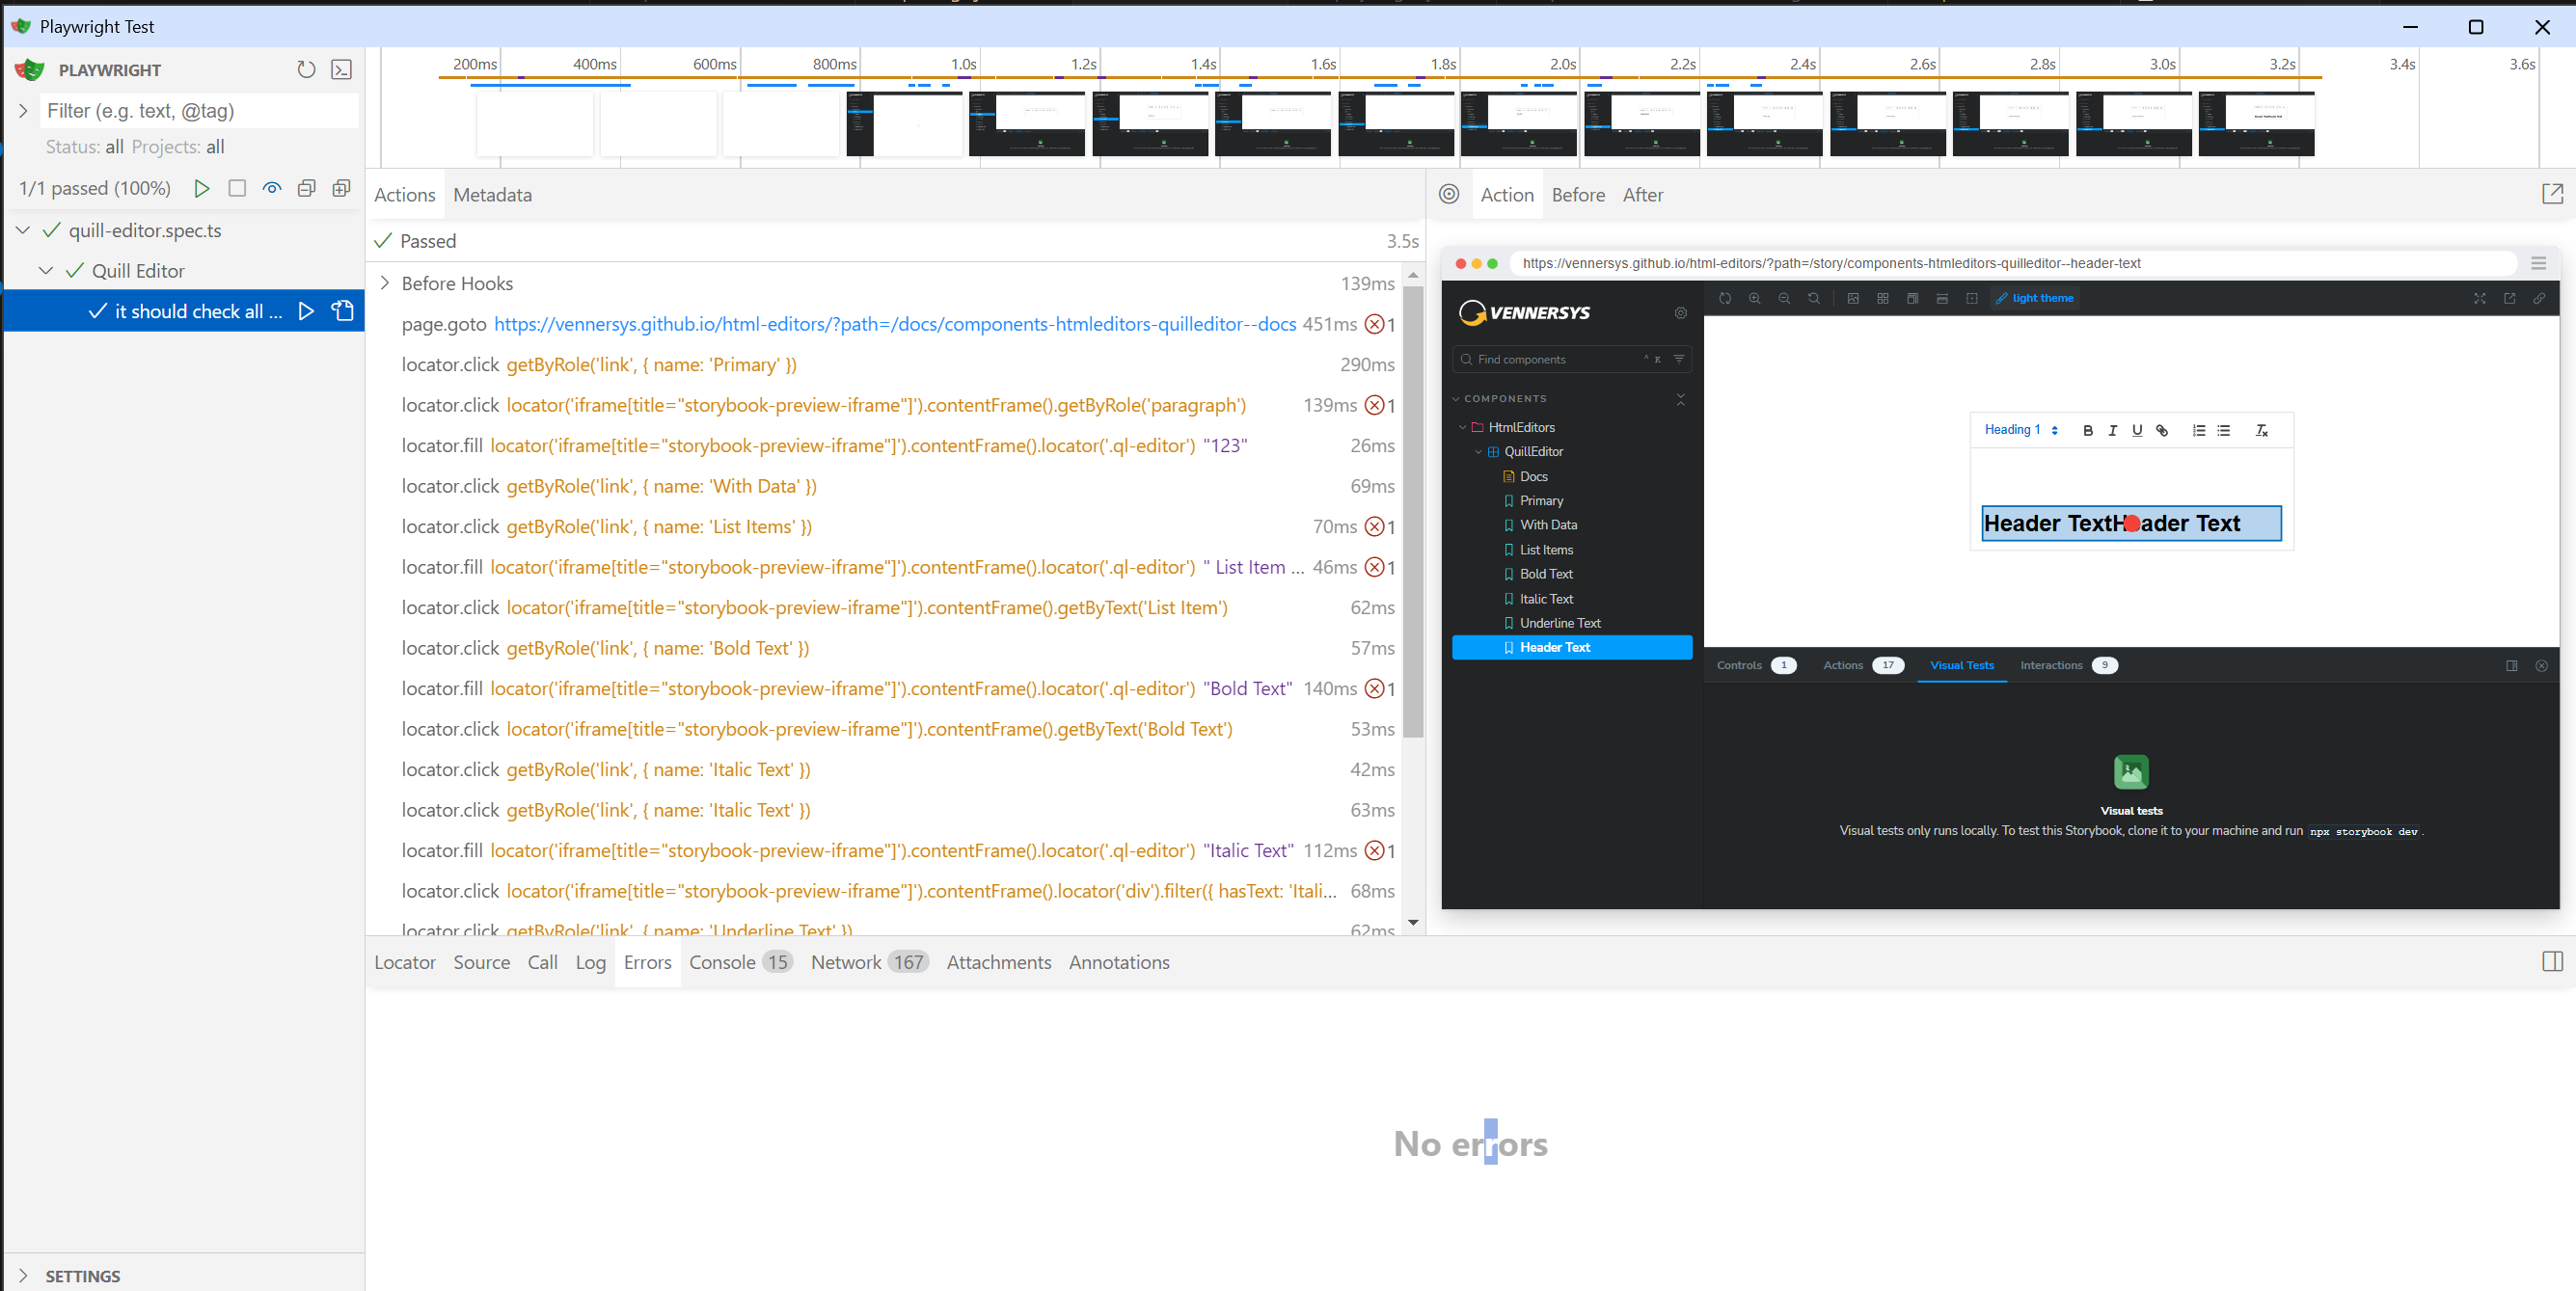 Playwright Test
PLAYWRIGHT
Filter (e.g. text, @tag)
Status: all Projects: all
1/1 passed (100%)
quill-editor.spec.ts
Quill Editor
it should check all ...
SETTINGS
200ms 400ms 600ms 800ms 1.0s 1.2s 1.4s 1.6s 1.8s 2.0s 2.2s 2.4s 2.6s 2.8s 3.0s 3.2s 3.4s 3.6s
Actions Metadata
Passed 3.5s
Before Hooks 139ms
page.goto https://vennersys.github.io/html-editors/?path=/docs/components-htmleditors-quilleditor--docs 451ms 1
locator.click getByRole('link', { name: 'Primary' }) 290ms
locator.click locator('iframe[title="storybook-preview-iframe"]').contentFrame().getByRole('paragraph') 139ms 1
locator.fill locator('iframe[title="storybook-preview-iframe"]').contentFrame().locator('.ql-editor') "123" 26ms
locator.click getByRole('link', { name: 'With Data' }) 69ms
locator.click getByRole('link', { name: 'List Items' }) 70ms 1
locator.fill locator('iframe[title="storybook-preview-iframe"]').contentFrame().locator('.ql-editor') " List Item ... 46ms 1
locator.click locator('iframe[title="storybook-preview-iframe"]').contentFrame().getByText('List Item') 62ms
locator.click getByRole('link', { name: 'Bold Text' }) 57ms
locator.fill locator('iframe[title="storybook-preview-iframe"]').contentFrame().locator('.ql-editor') "Bold Text" 140ms 1
locator.click locator('iframe[title="storybook-preview-iframe"]').contentFrame().getByText('Bold Text') 53ms
locator.click getByRole('link', { name: 'Italic Text' }) 42ms
locator.click getByRole('link', { name: 'Italic Text' }) 63ms
locator.fill locator('iframe[title="storybook-preview-iframe"]').contentFrame().locator('.ql-editor') "Italic Text" 112ms 1
locator.click locator('iframe[title="storybook-preview-iframe"]').contentFrame().locator('div').filter({ hasText: 'Itali... 68ms
locator.click getByRole('link', { name: 'Underline Text' }) 62ms
Action Before After
https://vennersys.github.io/html-editors/?path=/story/components-htmleditors-quilleditor--header-text
VENNERSYS
Find components ^ K
COMPONENTS
HtmlEditors
QuillEditor
Docs
Primary
With Data
List Items
Bold Text
Italic Text
Underline Text
Header Text
light theme
Heading 1 B I U
Header TextHeader Text
Controls 1 Actions 17 Visual Tests Interactions 9
Visual tests
Visual tests only runs locally. To test this Storybook, clone it to your machine and run npx storybook dev.
Locator Source Call Log Errors Console 15 Network 167 Attachments Annotations
No errors